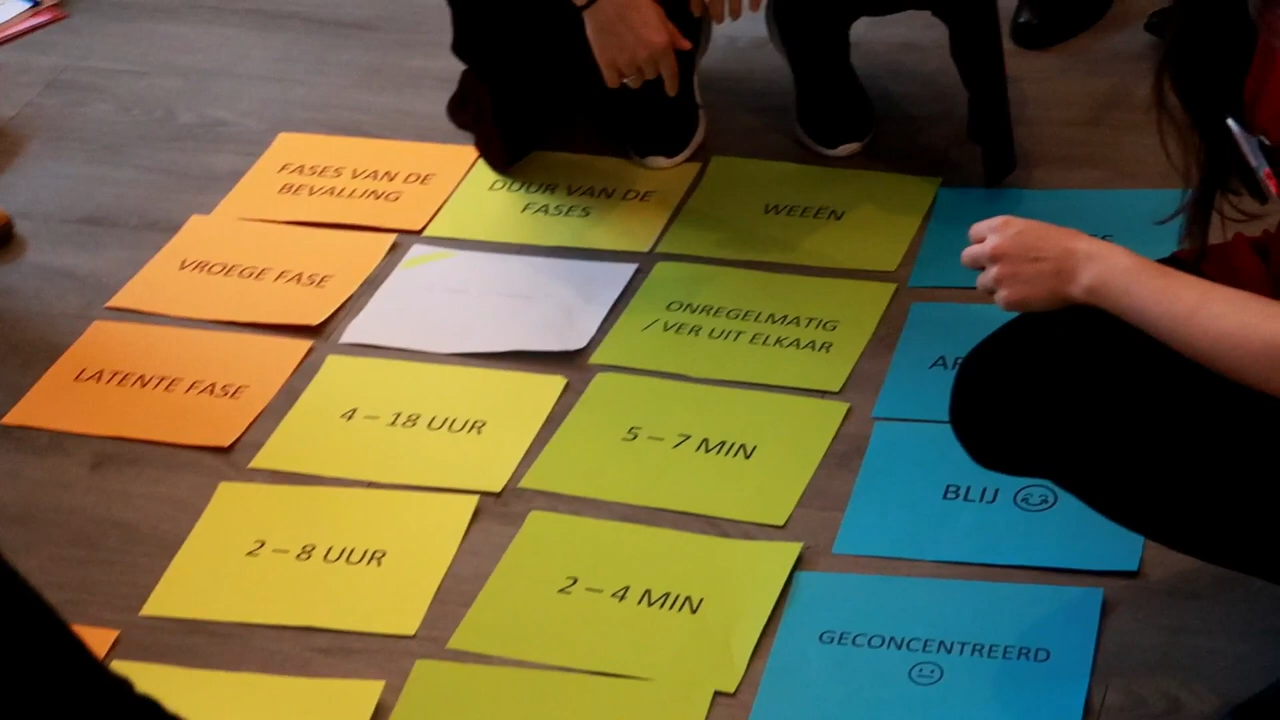 FASES VAN DE
BEVALLING
DUUR VAN DE
FASES
WEEËN
VROEGE FASE
ONREGELMATIG
/ VER UIT ELKAAR
LATENTE FASE
4 – 18 UUR
5 – 7 MIN
BLIJ
2 – 8 UUR
2 – 4 MIN
GECONCENTREERD